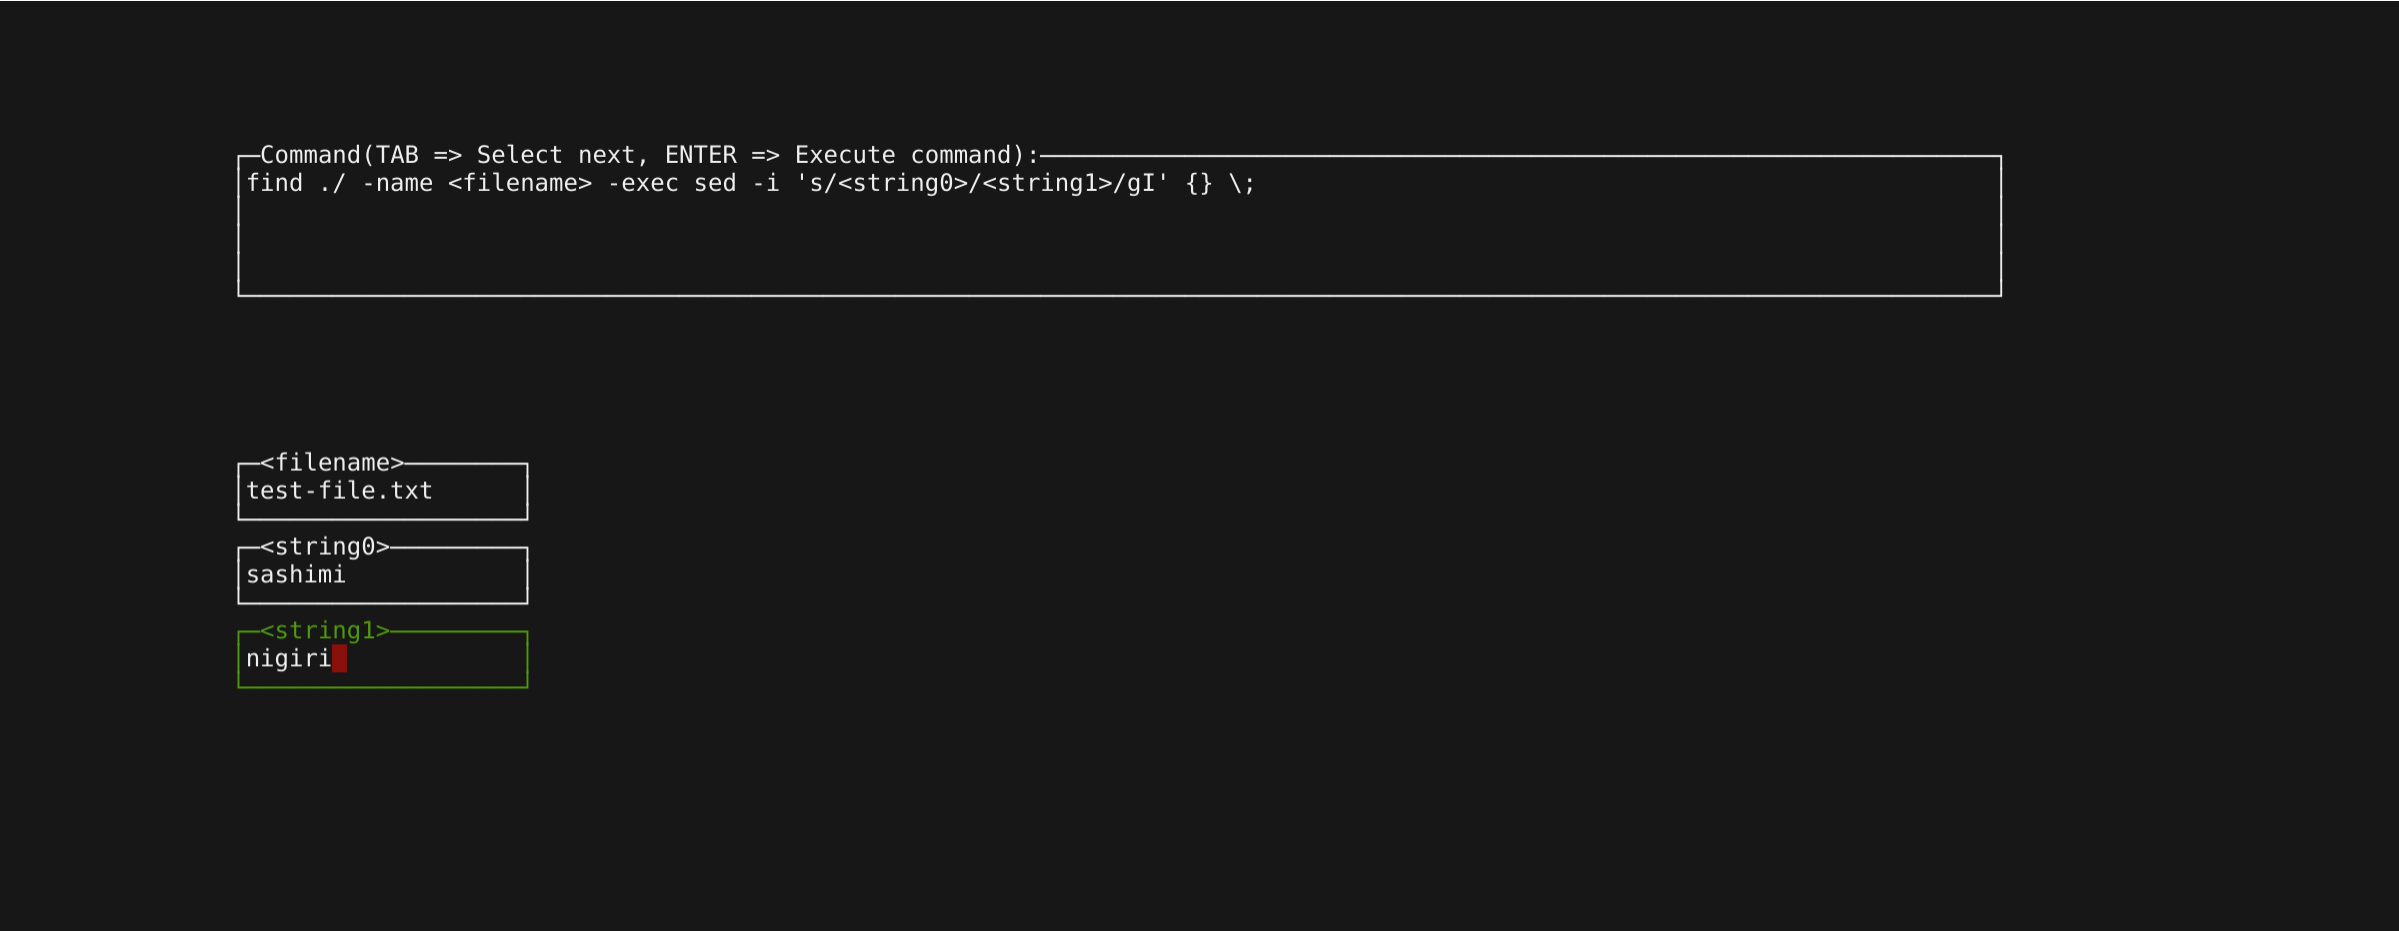 Command(TAB => Select next, ENTER => Execute command):
find ./ -name <filename> -exec sed -i 's/<string0>/<string1>/gI' {} \;
<filename>
test-file.txt
<string0>
sashimi
<string1>
nigiri